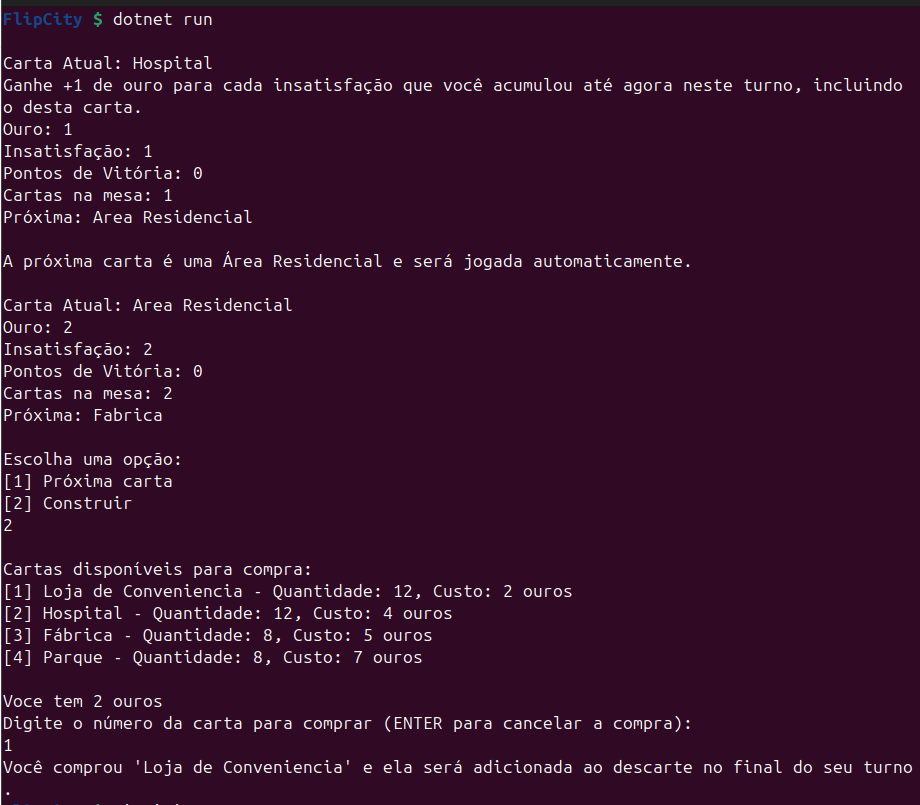 FlipCity $ dotnet run
Carta Atual: Hospital
Ganhe +1 de ouro para cada insatisfação que você acumulou até agora neste turno, incluindo
o desta carta.
Ouro: 1
Insatisfação: 1
Pontos de Vitória: 0
Cartas na mesa: 1
Próxima: Area Residencial
A próxima carta é uma Área Residencial e será jogada automaticamente.
Carta Atual: Area Residencial
Ouro: 2
Insatisfação: 2
Pontos de Vitória: 0
Cartas na mesa: 2
Próxima: Fabrica
Escolha uma opção:
[1] Próxima carta
[2] Construir
2
Cartas disponíveis para compra:
[1] Loja de Conveniencia - Quantidade: 12, Custo: 2 ouros
[2] Hospital - Quantidade: 12, Custo: 4 ouros
[3] Fábrica - Quantidade: 8, Custo: 5 ouros
[4] Parque - Quantidade: 8, Custo: 7 ouros
Voce tem 2 ouros
Digite o número da carta para comprar (ENTER para cancelar a compra):
1
Você comprou 'Loja de Conveniencia' e ela será adicionada ao descarte no final do seu turno
.